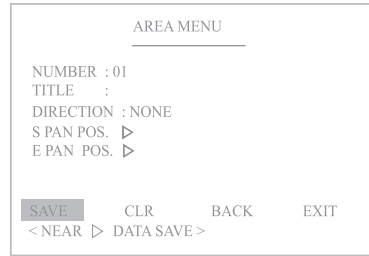 AREA MENU
NUMBER : 01
TITLE :
DIRECTION : NONE
S PAN POS. ▷
E PAN POS. ▷
SAVE CLR BACK EXIT
< NEAR ▷ DATA SAVE >